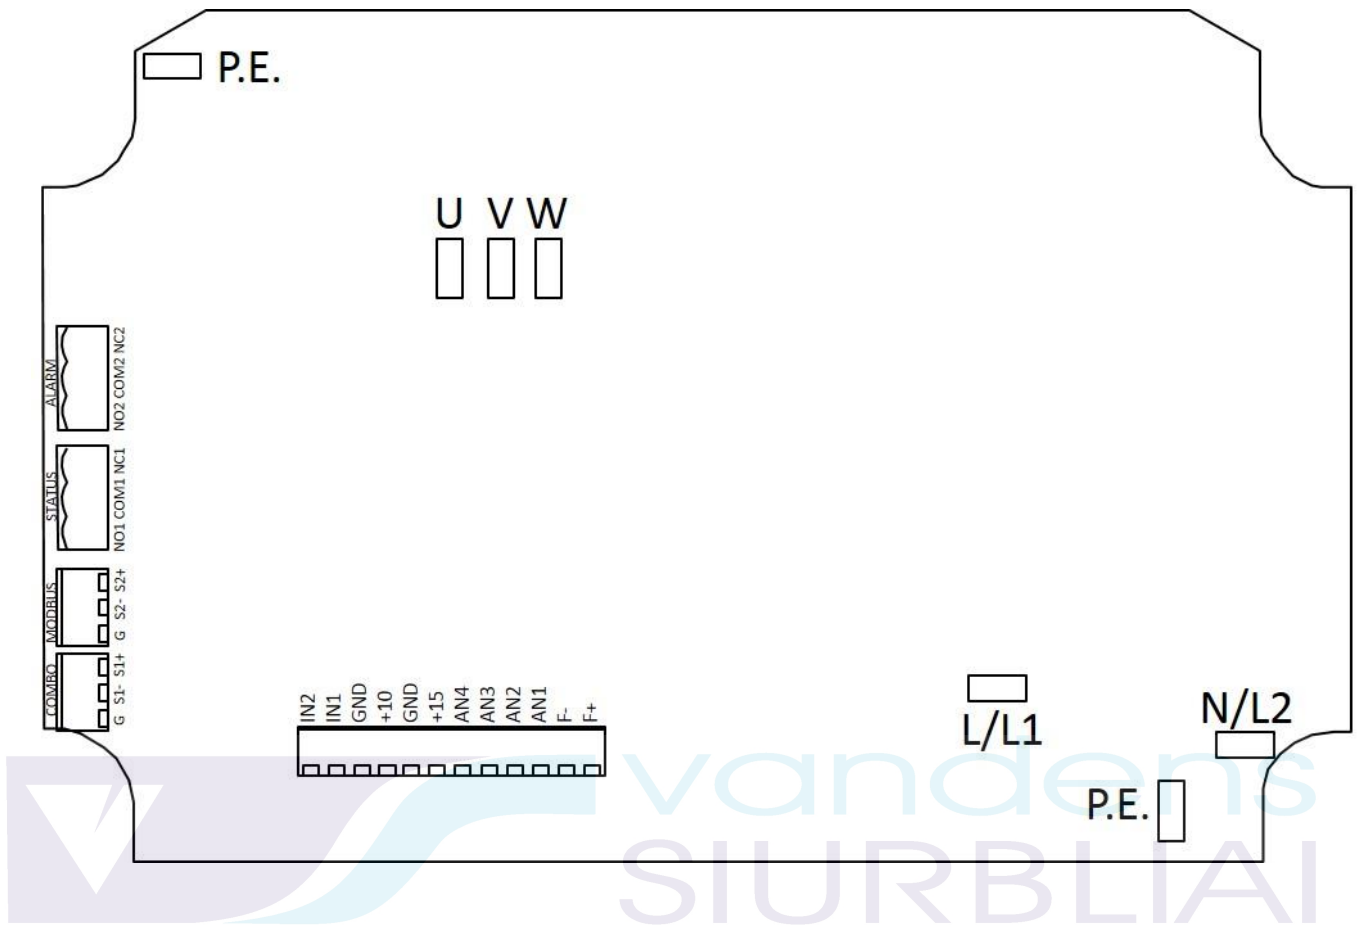 P.E.
U V W
ALARM
NO2 COM2 NC2
STATUS
NO1 COM1 NC1
MODBUS
G S2- S2+
COMBO
G S1- S1+
IN2
IN1
GND
+10
GND
+15
AN4
AN3
AN2
AN1
F-
F+
L/L1
N/L2
P.E.
vandens
SIURBLIAI